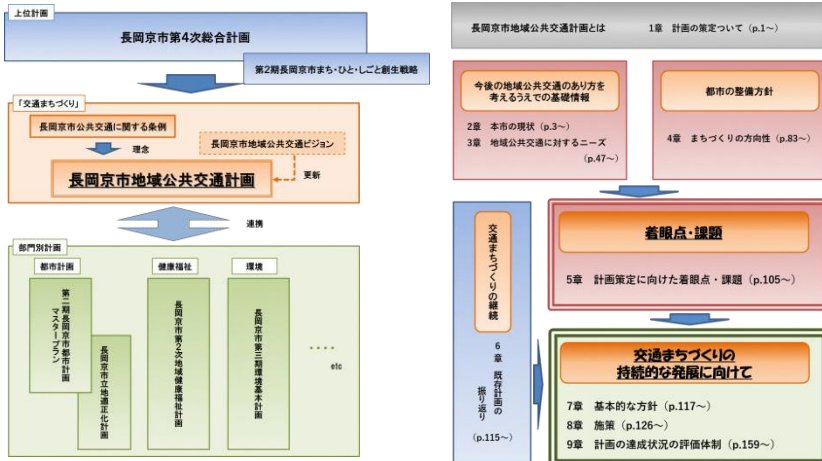 上位計画
長岡京市第4次総合計画
第2期長岡京市まち・ひと・しごと創生戦略
「交通まちづくり」
長岡京市公共交通に関する条例
理念
長岡京市地域公共交通ビジョン
更新
長岡京市地域公共交通計画
連携
部門別計画
都市計画
第二期長岡京市都市計画
マスタープラン
長岡京市立地適正化計画
健康福祉
長岡京市第2次地域健康福祉計画
環境
長岡京市第三期環境基本計画
････
etc
長岡京市地域公共交通計画とは 1章 計画の策定ついて（p.1～）
今後の地域公共交通のあり方を
考えるうえでの基礎情報
2章 本市の現状（p.3～）
3章 地域公共交通に対するニーズ
（p.47～）
都市の整備方針
4章 まちづくりの方向性（p.83～）
着眼点・課題
5章 計画策定に向けた着眼点・課題（p.105～）
交通まちづくりの継続
6章 既存計画の
振り返り
（p.115～）
交通まちづくりの
持続的な発展に向けて
7章 基本的な方針（p.117～）
8章 施策（p.126～）
9章 計画の達成状況の評価体制（p.159～）